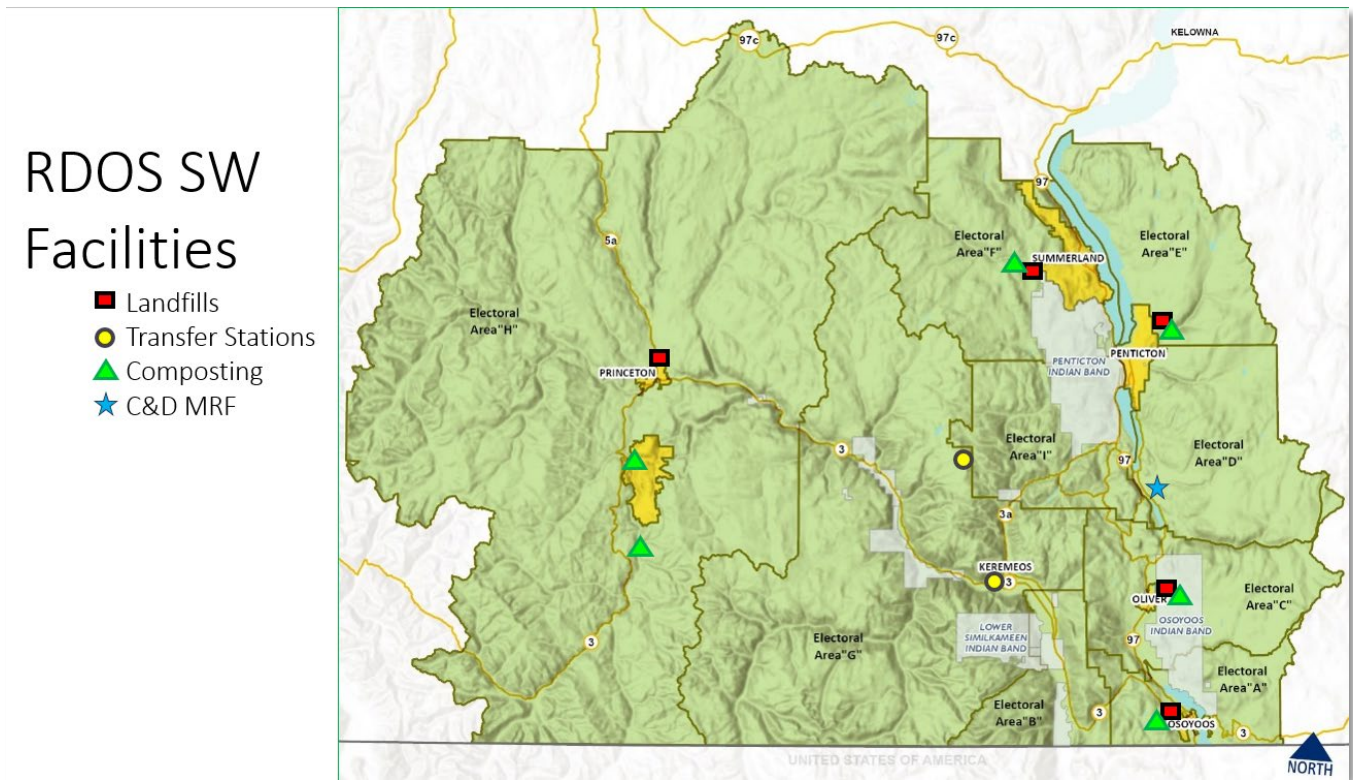 RDOS SW
Facilities
Landfills
Transfer Stations
Composting
C&D MRF
97c
97c
KELOWNA
97
5a
Electoral
Area"F"
SUMMERLAND
Electoral
Area"E"
Electoral
Area"H"
PRINCETON
PENTICTON
PENTICTON
INDIAN BAND
3
Electoral
Area"I"
97
Electoral
Area"D"
3a
KEREMEOS
3
OLIVER
Electoral
Area"C"
OSOYOOS
INDIAN BAND
LOWER
SIMILKAMEEN
INDIAN BAND
3
Electoral
Area"G"
97
Electoral
Area"A"
Electoral
Area"B"
3
OSOYOOS
3
UNITED STATES OF AMERICA
NORTH